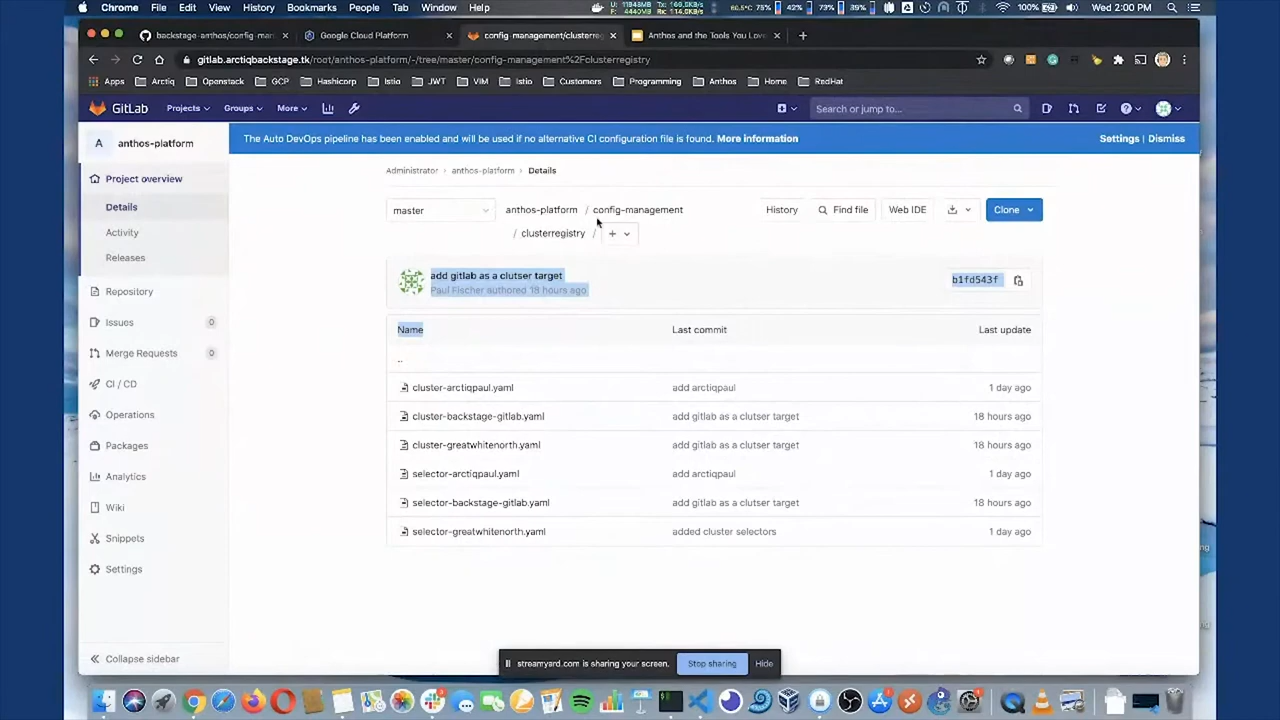 Chrome File Edit View History Bookmarks People Tab Window Help
100% Wed 2:00 PM
backstage-anthos/config-man Google Cloud Platform config-management/clusterreg Anthos and the Tools You Love
gitlab.arctiqbackstage.tk/root/anthos-platform/-/tree/master/config-management%2Fclusterregistry
Apps Arctiq Openstack GCP Hashicorp Istio JWT VIM Istio Customers Programming Anthos Home RedHat
GitLab Projects Groups More Search or jump to...
A anthos-platform
The Auto DevOps pipeline has been enabled and will be used if no alternative CI configuration file is found. More information Settings | Dismiss
Project overview
Details
Activity
Releases
Repository
Issues 0
Merge Requests 0
CI / CD
Operations
Packages
Analytics
Wiki
Snippets
Settings
Collapse sidebar
Administrator › anthos-platform › Details
master anthos-platform / config-management
/ clusterregistry / +
History Find file Web IDE Clone
add gitlab as a clutser target
Paul Fischer authored 18 hours ago
b1fd543f
Name Last commit Last update
..
cluster-arctiqpaul.yaml add arctiqpaul 1 day ago
cluster-backstage-gitlab.yaml add gitlab as a clutser target 18 hours ago
cluster-greatwhitenorth.yaml add gitlab as a clutser target 18 hours ago
selector-arctiqpaul.yaml add arctiqpaul 1 day ago
selector-backstage-gitlab.yaml add gitlab as a clutser target 18 hours ago
selector-greatwhitenorth.yaml added cluster selectors 1 day ago
streamyard.com is sharing your screen. Stop sharing Hide